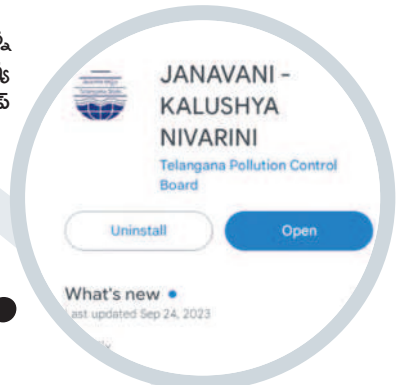 JANAVANI -
KALUSHYA
NIVARINI
Telangana Pollution Control
Board
Uninstall
Open
What's new
Last updated Sep 24, 2023